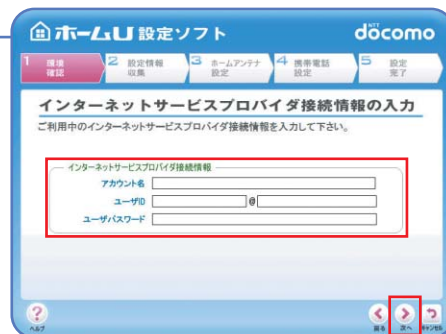 ホームU 設定ソフト
NTT
döcomo
1 環境
確認
2 設定情報
収集
3 ホームアンテナ
設定
4 携帯電話
設定
5 設定
完了
インターネットサービスプロバイダ接続情報の入力
ご利用中のインターネットサービスプロバイダ接続情報を入力して下さい。
インターネットサービスプロバイダ接続情報
アカウント名
ユーザID @
ユーザパスワード
?
ヘルプ
戻る 次へ キャンセル